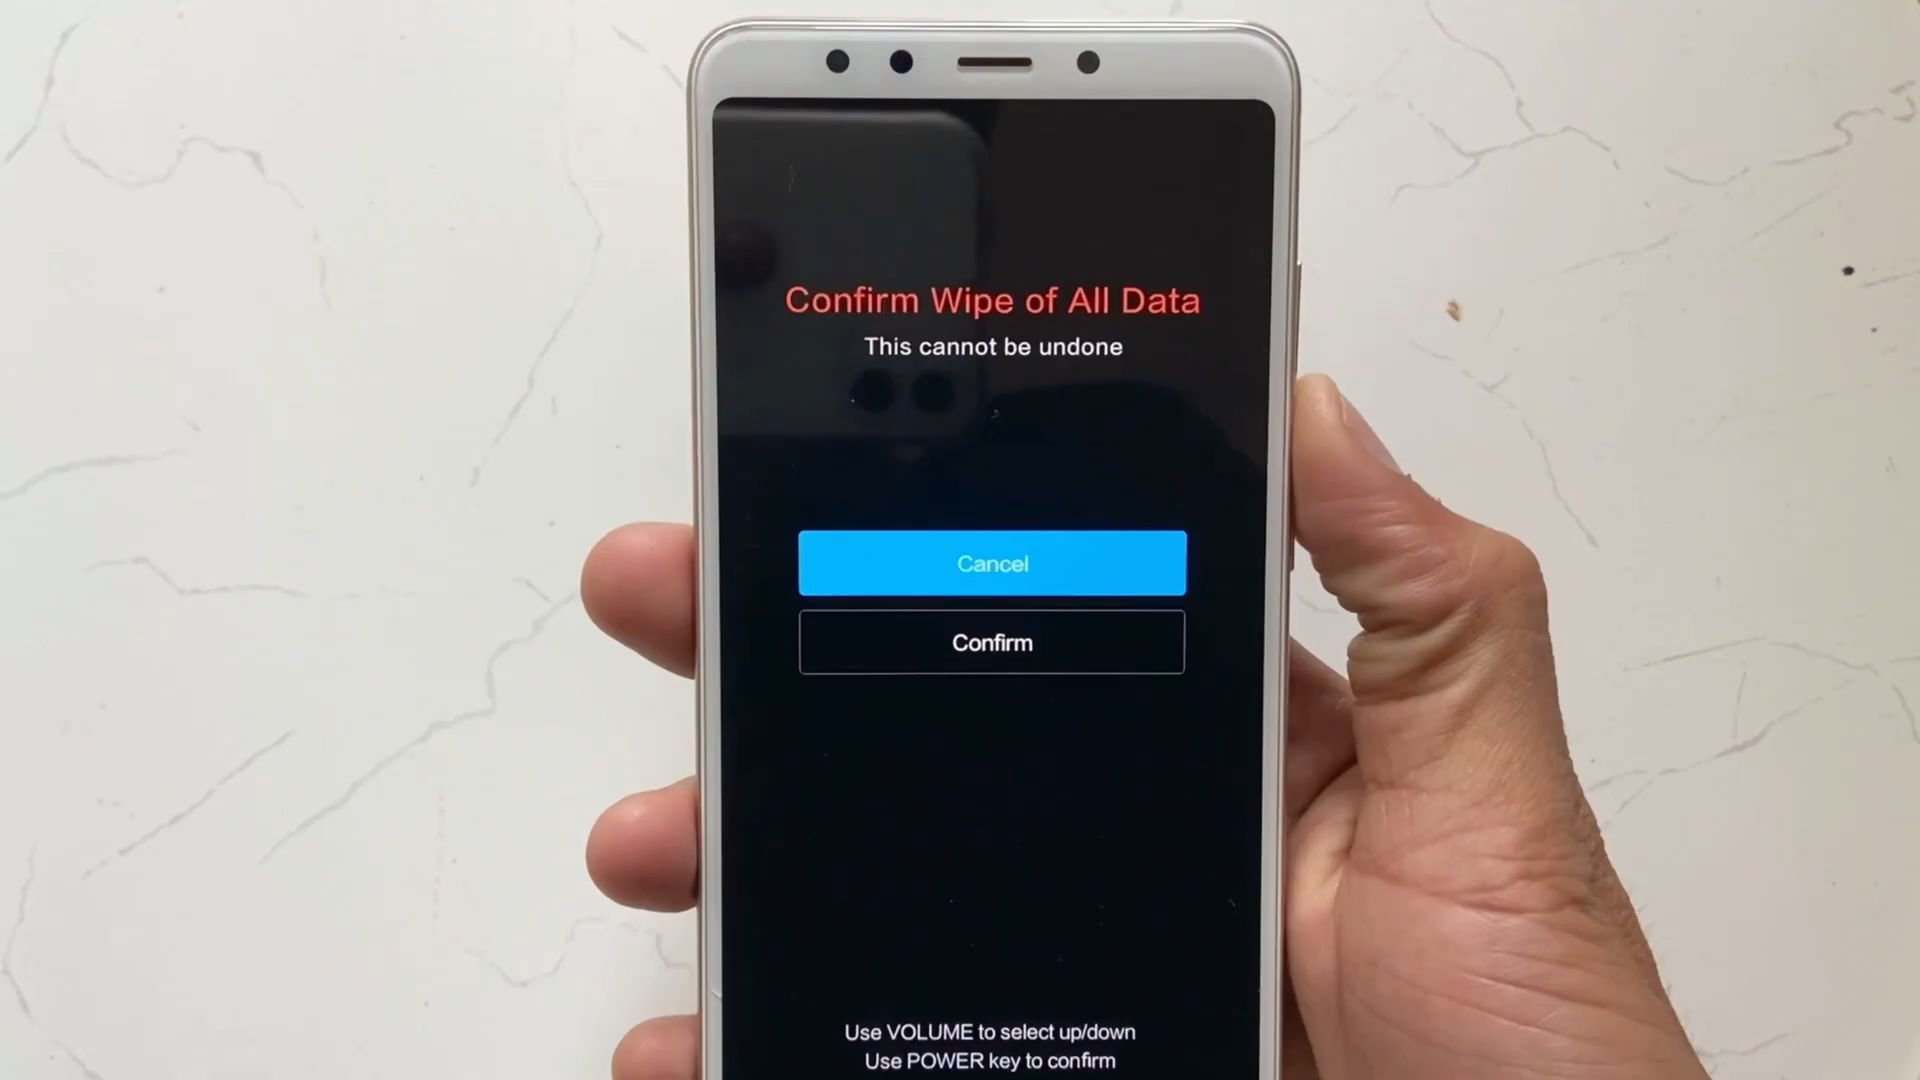 Confirm Wipe of All Data
This cannot be undone
Cancel
Confirm
Use VOLUME to select up/down
Use POWER key to confirm